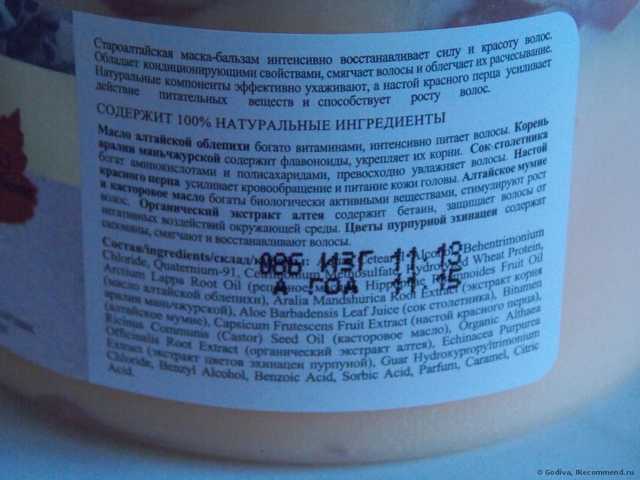 Староалтайская маска-бальзам интенсивно восстанавливает силу и красоту волос.
Обладает кондиционирующими свойствами, смягчает волосы и облегчает их расчесывание.
Натуральные компоненты эффективно ухаживают, а настой красного перца усиливает
действие питательных веществ и способствует росту волос.
СОДЕРЖИТ 100% НАТУРАЛЬНЫЕ ИНГРЕДИЕНТЫ
Масло алтайской облепихи богато витаминами, интенсивно питает волосы. Корень
аралии маньчжурской содержит флавоноиды, укрепляет их корни. Сок столетника
богат аминокислотами и полисахаридами, превосходно увлажняет волосы. Настой
красного перца усиливает кровообращение и питание кожи головы. Алтайское мумие
и касторовое масло богаты биологически активными веществами, стимулируют рост
волос. Органический экстракт алтея содержит бетаин, защищает волосы от
негативных воздействий окружающей среды. Цветы пурпурной эхинацеи содержат
смягчают и восстанавливают волосы.
Состав/ingredients/склад/ Cetearyl Behentrimonium
Chloride, Quaternium-91, Cetrimonium Methosulfate, Hydrolyzed Wheat Protein,
Arctium Lappa Root Oil Hippophae Rhamnoides Fruit Oil
(масло алтайской облепихи), Aralia Mandshurica Root Extract (экстракт корня
аралии маньчжурской), Aloe Barbadensis Leaf Juice (сок столетника), Bitumen
(алтайское мумие), Capsicum Frutescens Fruit Extract (настой красного перца),
Ricinus Communis (Castor) Seed Oil (касторовое масло), Organic Althaea
Officinalis Root Extract (органический экстракт алтея), Echinacea Purpurea
Extract (экстракт цветов эхинацеи пурпуной), Guar Hydroxypropyltrimonium
Chloride, Benzyl Alcohol, Benzoic Acid, Sorbic Acid, Parfum, Caramel, Citric
Acid.
086 ИЗГ 11 13
А ГОА 11.15
© Godiva, IRecommend.ru